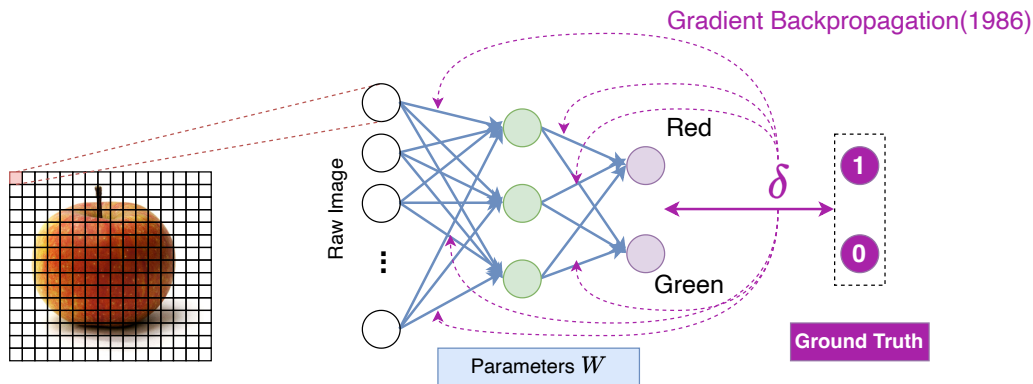 Gradient Backpropagation(1986)
Red
Raw Image
...
δ
1
0
Green
Ground Truth
Parameters W